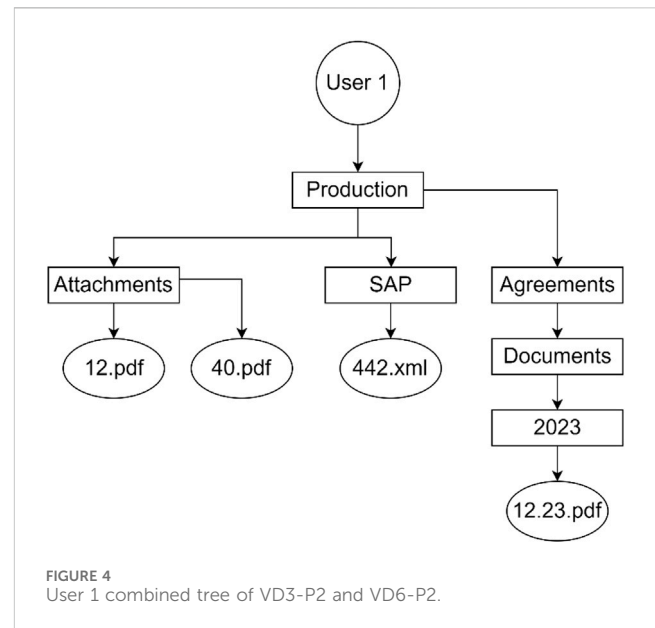 User 1
Production
Attachments
SAP
Agreements
12.pdf
40.pdf
442.xml
Documents
2023
12.23.pdf
FIGURE 4
User 1 combined tree of VD3-P2 and VD6-P2.